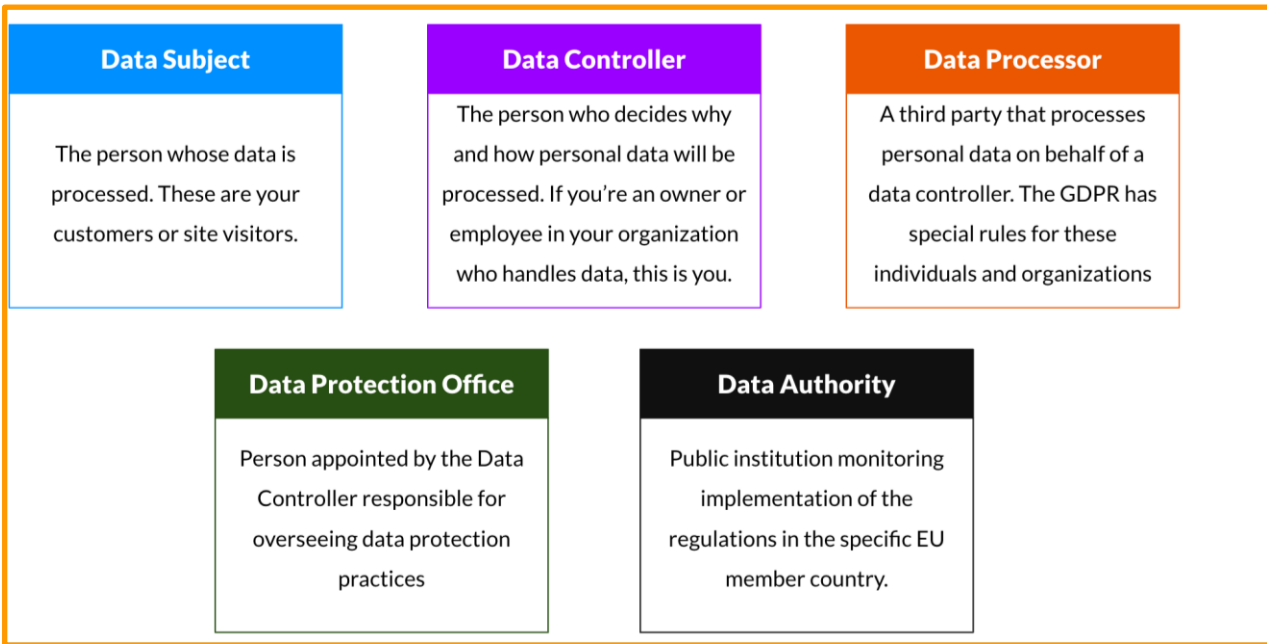 Data Subject
The person whose data is
processed. These are your
customers or site visitors.
Data Controller
The person who decides why
and how personal data will be
processed. If you’re an owner or
employee in your organization
who handles data, this is you.
Data Processor
A third party that processes
personal data on behalf of a
data controller. The GDPR has
special rules for these
individuals and organizations
Data Protection Office
Person appointed by the Data
Controller responsible for
overseeing data protection
practices
Data Authority
Public institution monitoring
implementation of the
regulations in the specific EU
member country.